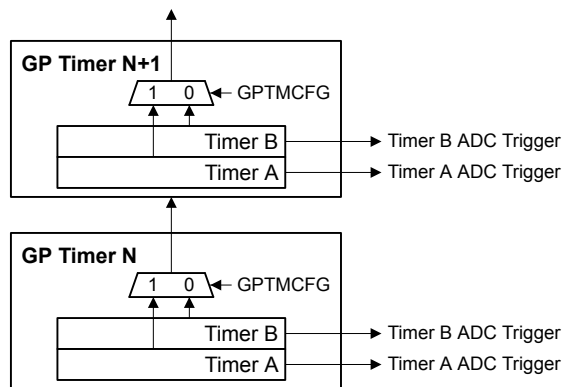 GP Timer N+1
1 0 GPTMCFG
Timer B Timer B ADC Trigger
Timer A Timer A ADC Trigger
GP Timer N
1 0 GPTMCFG
Timer B Timer B ADC Trigger
Timer A Timer A ADC Trigger